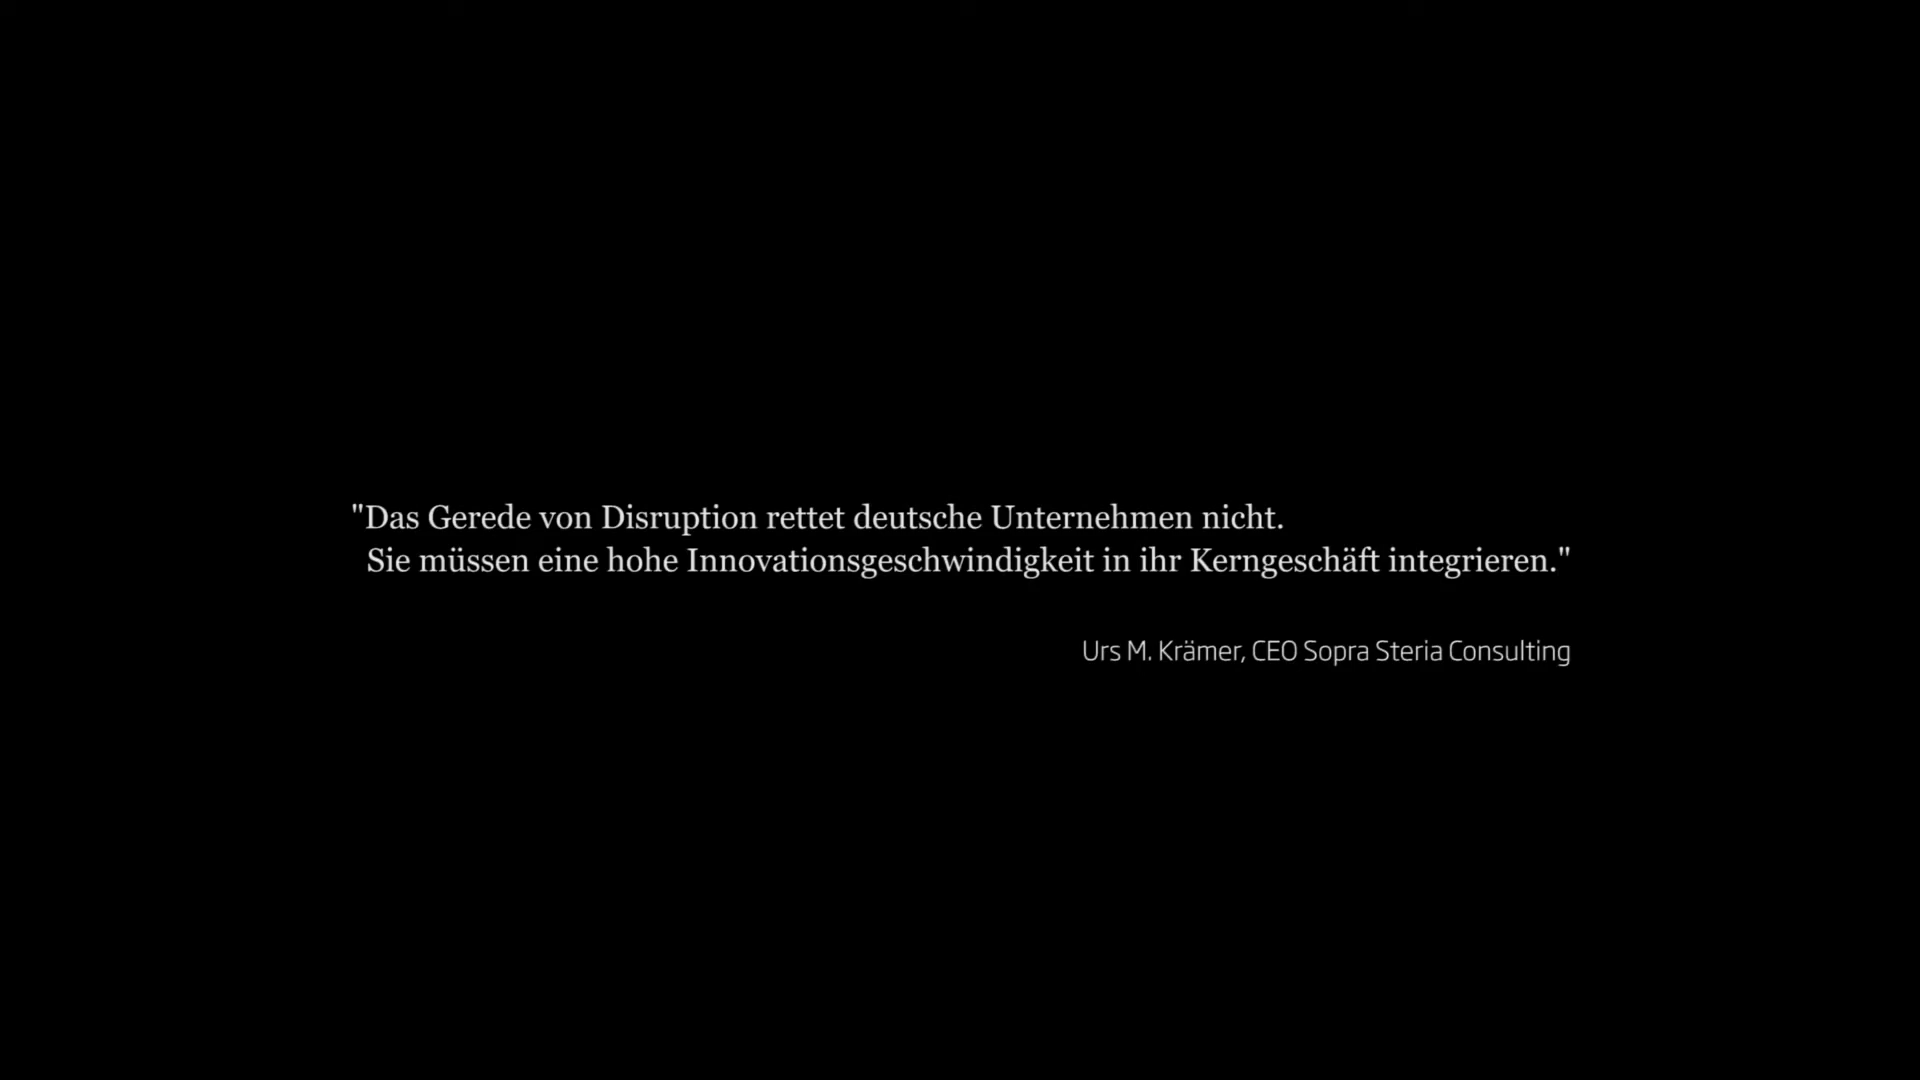 "Das Gerede von Disruption rettet deutsche Unternehmen nicht.
Sie müssen eine hohe Innovationsgeschwindigkeit in ihr Kerngeschäft integrieren."
Urs M. Krämer, CEO Sopra Steria Consulting